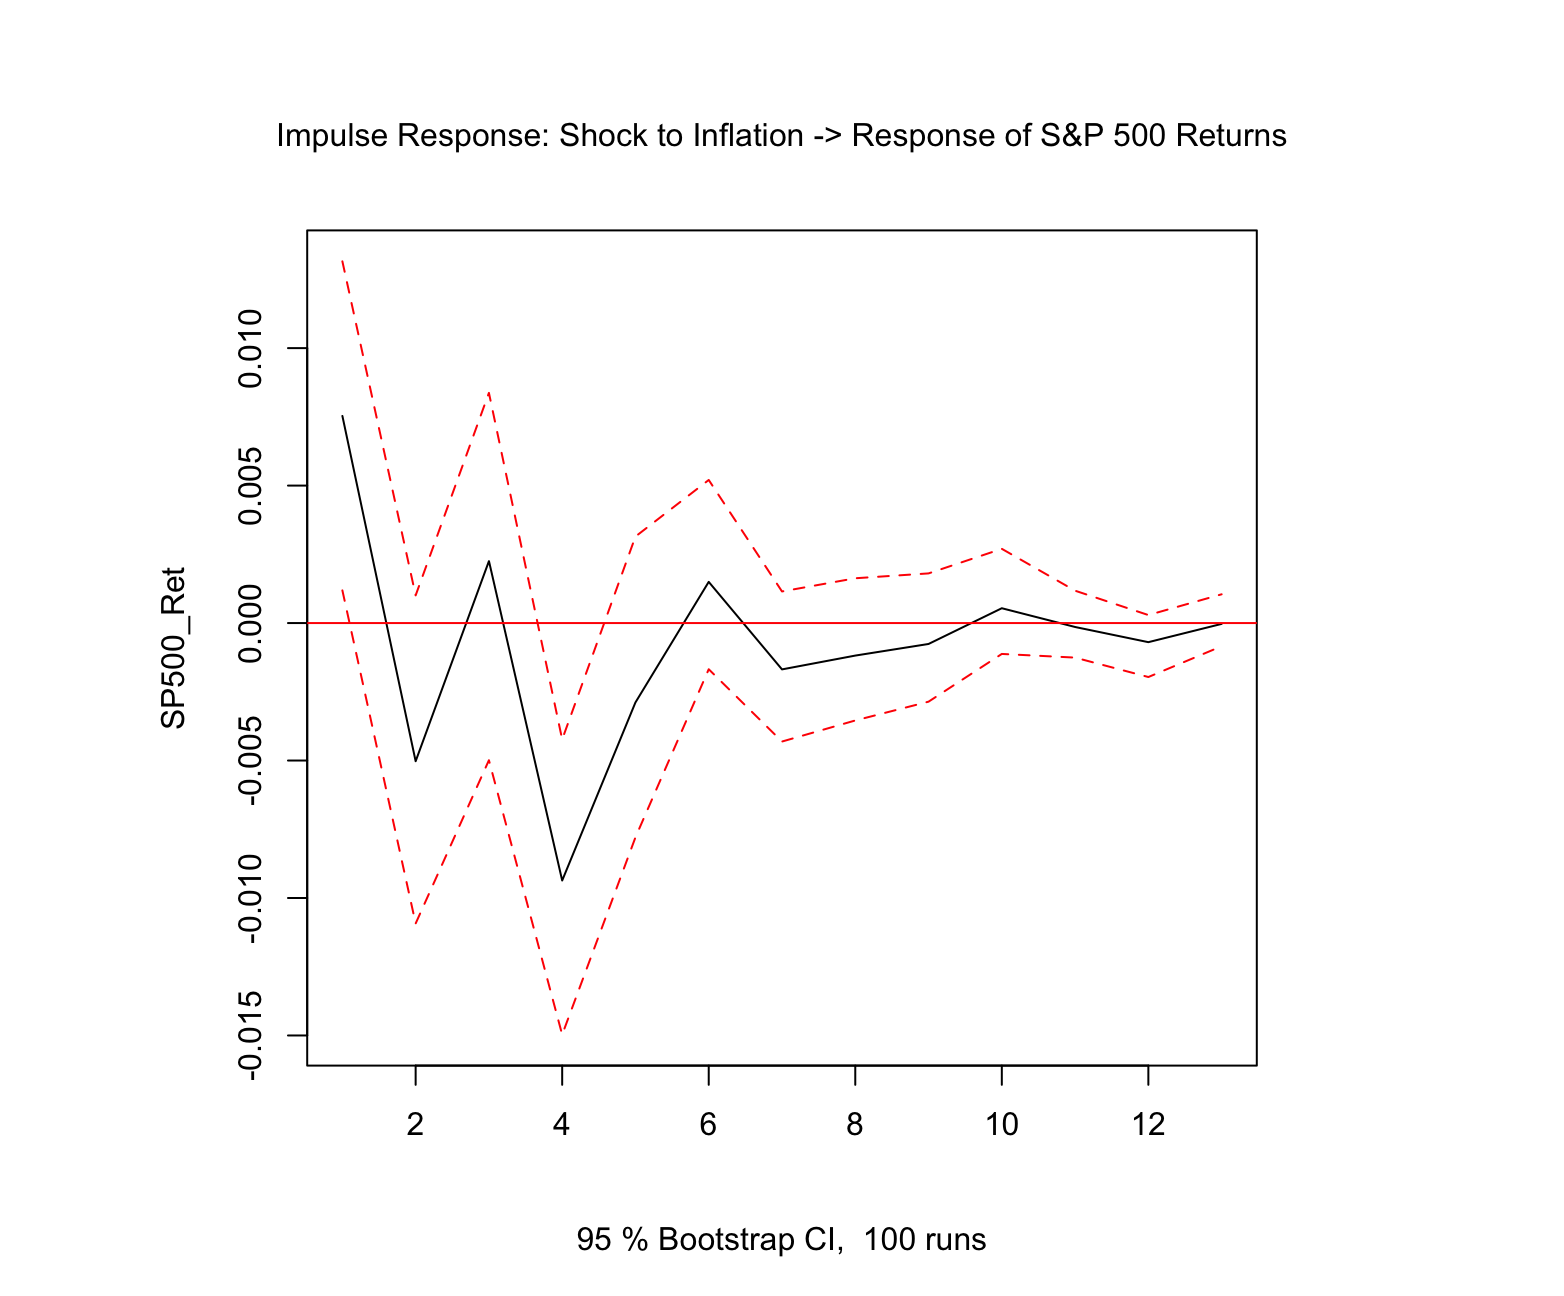 Impulse Response: Shock to Inflation -> Response of S&P 500 Returns
SP500_Ret
0.010
0.005
0.000
-0.005
-0.010
-0.015
2 4 6 8 10 12
95 % Bootstrap CI,  100 runs